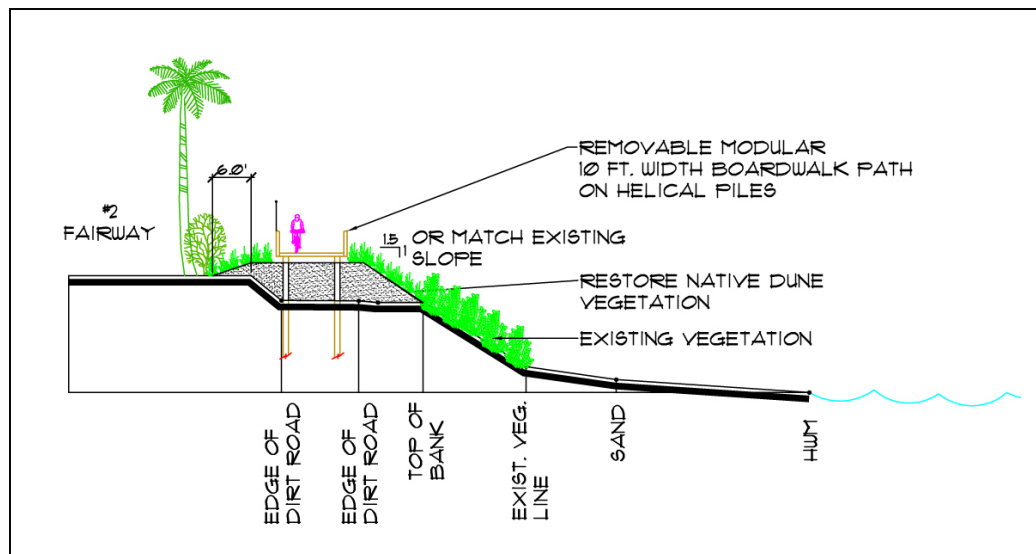 REMOVABLE MODULAR
10 FT. WIDTH BOARDWALK PATH
ON HELICAL PILES
6.0'
#2
FAIRWAY
1.5
1
OR MATCH EXISTING
SLOPE
RESTORE NATIVE DUNE
VEGETATION
EXISTING VEGETATION
EDGE OF
DIRT ROAD
EDGE OF
DIRT ROAD
TOP OF
BANK
EXIST. VEG.
LINE
SAND
HWM